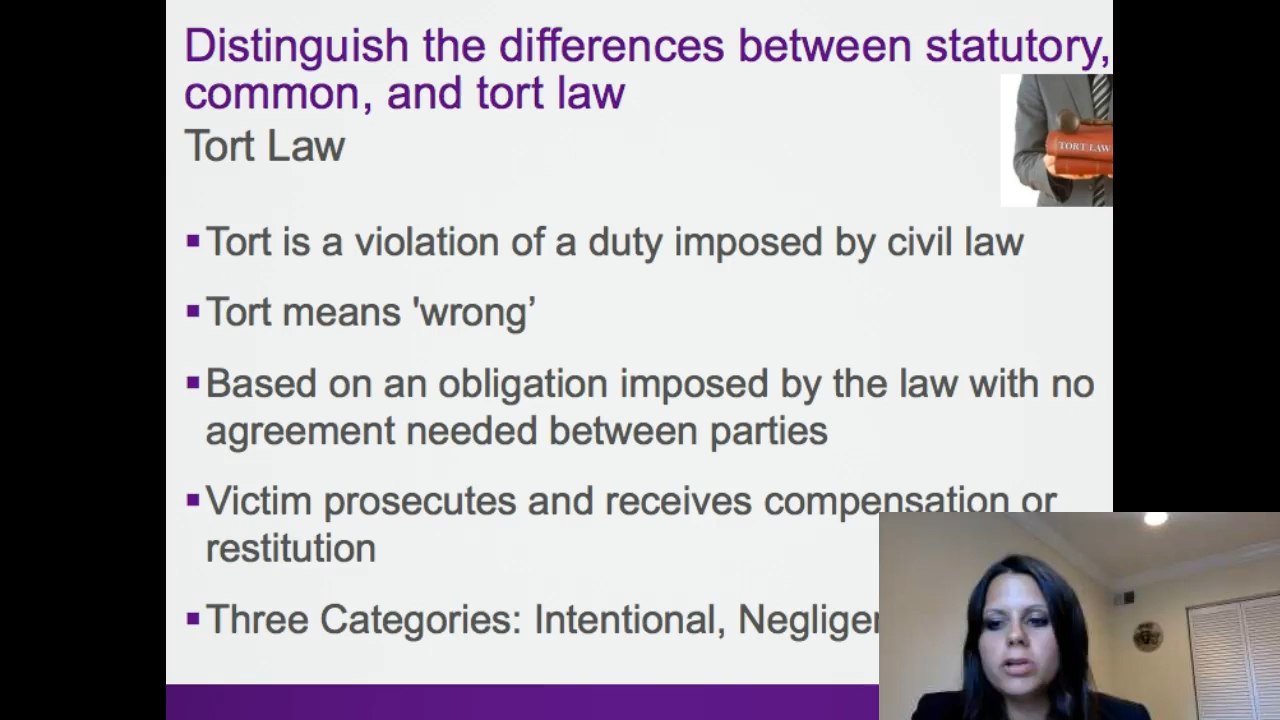 Distinguish the differences between statutory,
common, and tort law
Tort Law
TORT LAW
▪Tort is a violation of a duty imposed by civil law
▪Tort means 'wrong’
▪Based on an obligation imposed by the law with no
agreement needed between parties
▪Victim prosecutes and receives compensation or
restitution
▪Three Categories: Intentional,